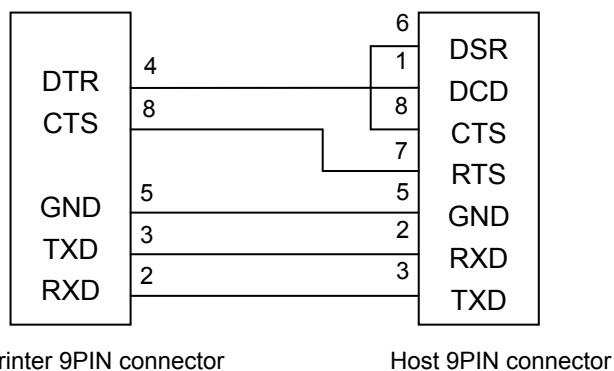 6
DSR
1
DTR
4
DCD
8
CTS
8
CTS
7
RTS
GND
5
5
GND
TXD
3
2
RXD
RXD
2
3
TXD
rinter 9PIN connector
Host 9PIN connector